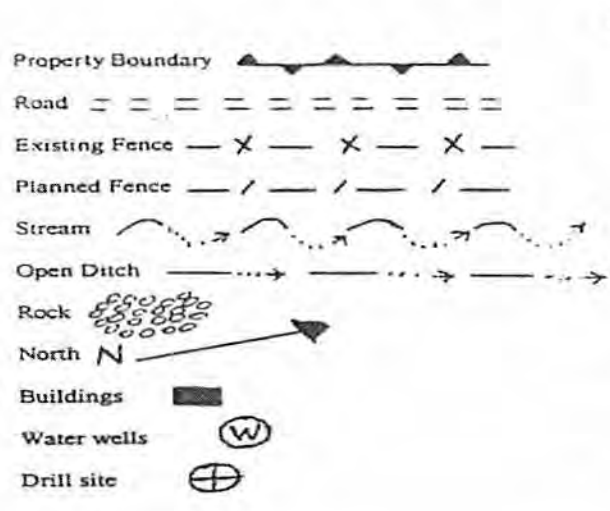 Property Boundary
Road
Existing Fence
Planned Fence
Stream
Open Ditch
Rock
North N
Buildings
Water wells W
Drill site